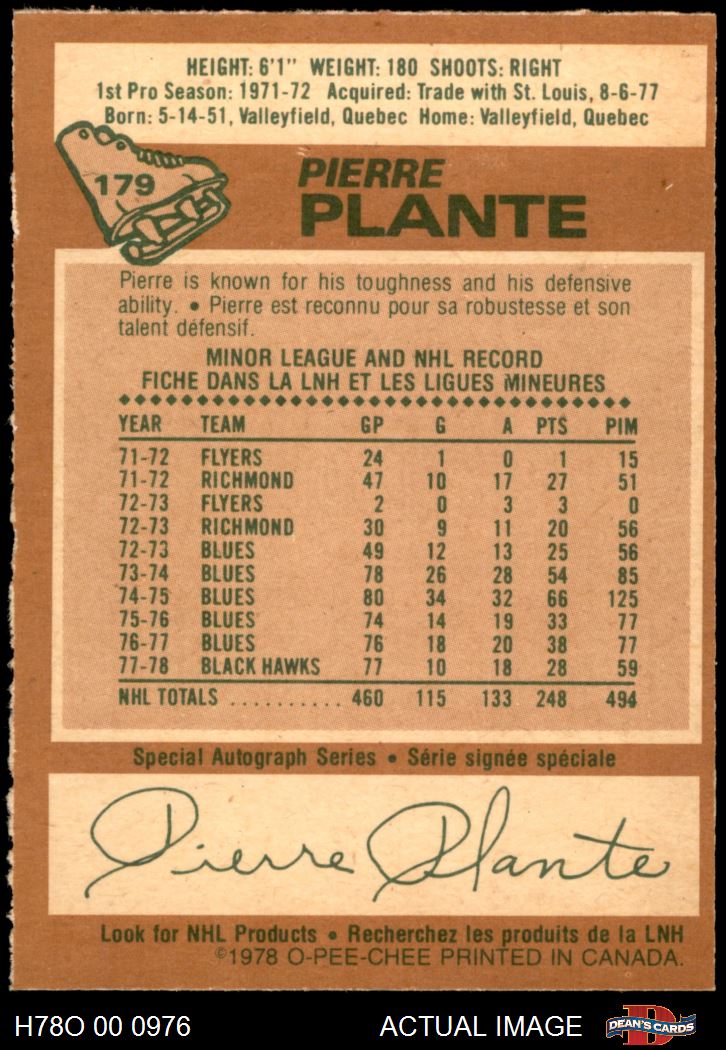 HEIGHT: 6'1" WEIGHT: 180 SHOOTS: RIGHT
1st Pro Season: 1971-72 Acquired: Trade with St. Louis, 8-6-77
Born: 5-14-51, Valleyfield, Quebec Home: Valleyfield, Quebec
179
PIERRE
PLANTE
Pierre is known for his toughness and his defensive
ability. • Pierre est reconnu pour sa robustesse et son
talent défensif.
MINOR LEAGUE AND NHL RECORD
FICHE DANS LA LNH ET LES LIGUES MINEURES
YEAR TEAM GP G A PTS PIM
71-72 FLYERS 24 1 0 1 15
71-72 RICHMOND 47 10 17 27 51
72-73 FLYERS 2 0 3 3 0
72-73 RICHMOND 30 9 11 20 56
72-73 BLUES 49 12 13 25 56
73-74 BLUES 78 26 28 54 85
74-75 BLUES 80 34 32 66 125
75-76 BLUES 74 14 19 33 77
76-77 BLUES 76 18 20 38 77
77-78 BLACK HAWKS 77 10 18 28 59
NHL TOTALS .......... 460 115 133 248 494
Special Autograph Series • Série signée spéciale
Pierre Plante
Look for NHL Products • Recherchez les produits de la LNH
©1978 O-PEE-CHEE PRINTED IN CANADA.
H78O 00 0976 ACTUAL IMAGE D DEAN'S CARDS